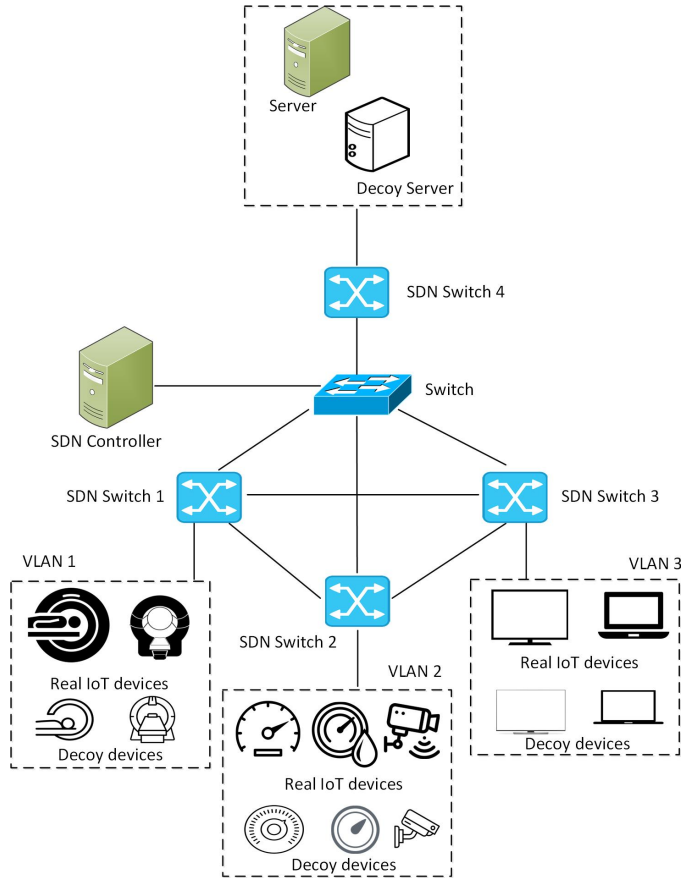 Server
Decoy Server
SDN Switch 4
Switch
SDN Controller
SDN Switch 1
SDN Switch 3
VLAN 1
VLAN 3
SDN Switch 2
VLAN 2
Real IoT devices
Decoy devices
Real IoT devices
Decoy devices
Real IoT devices
Decoy devices